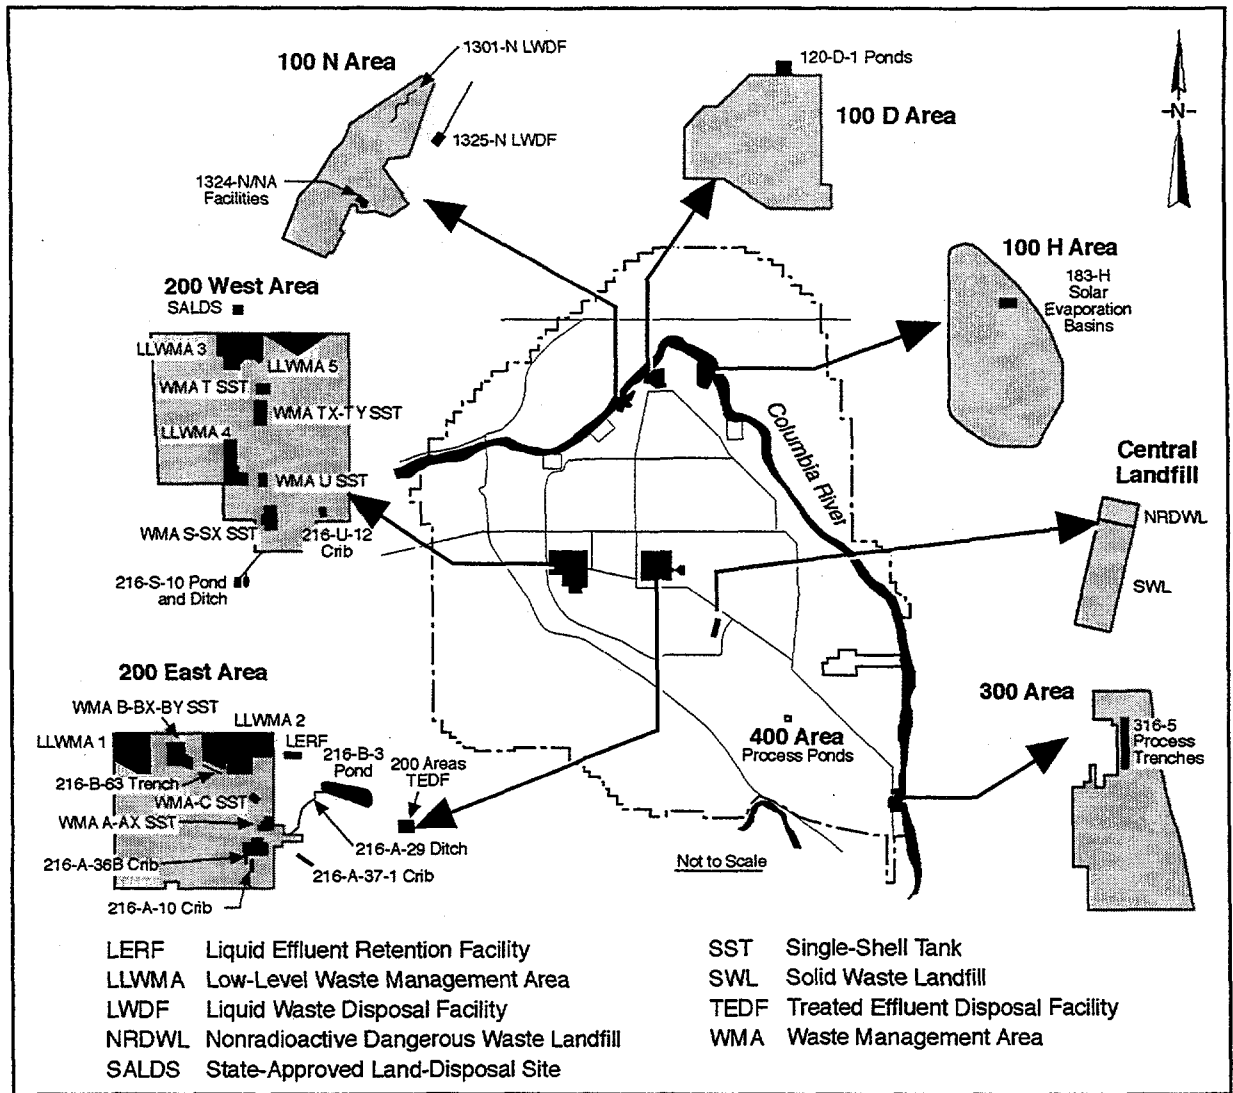 100 N Area
1301-N LWDF
1325-N LWDF
1324-N/NA
Facilities
120-D-1 Ponds
100 D Area
N
100 H Area
183-H
Solar
Evaporation
Basins
200 West Area
SALDS
LLWMA 3
LLWMA 5
WMA T SST
WMA TX-TY SST
LLWMA 4
WMA U SST
WMA S-SX SST
216-U-12
Crib
216-S-10 Pond
and Ditch
Columbia River
Central
Landfill
NRDWL
SWL
200 East Area
WMA B-BX-BY SST
LLWMA 2
LLWMA 1
LERF
216-B-3
Pond
200 Areas
TEDF
216-B-63 Trench
WMA-C SST
WMA A-AX SST
216-A-29 Ditch
216-A-36B Crib
216-A-37-1 Crib
216-A-10 Crib
400 Area
Process Ponds
Not to Scale
300 Area
316-5
Process
Trenches
LERF Liquid Effluent Retention Facility
LLWMA Low-Level Waste Management Area
LWDF Liquid Waste Disposal Facility
NRDWL Nonradioactive Dangerous Waste Landfill
SALDS State-Approved Land-Disposal Site
SST Single-Shell Tank
SWL Solid Waste Landfill
TEDF Treated Effluent Disposal Facility
WMA Waste Management Area